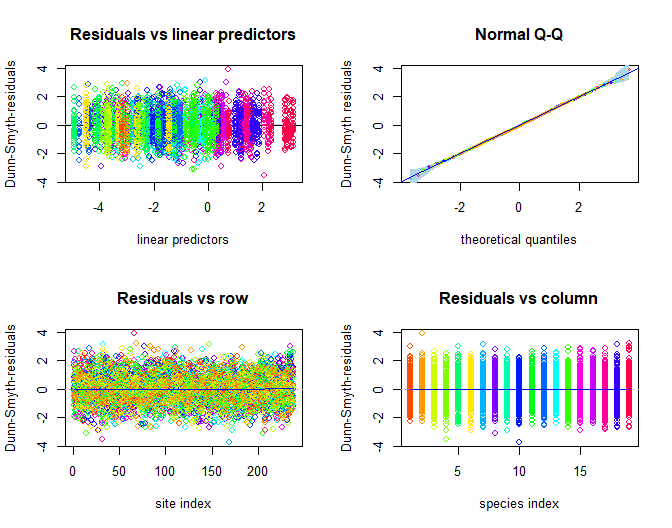 Residuals vs linear predictors
Dunn-Smyth-residuals
4
2
0
-2
-4
-4 -2 0 2
linear predictors
Normal Q-Q
Dunn-Smyth-residuals
4
2
0
-2
-4
-2 0 2
theoretical quantiles
Residuals vs row
Dunn-Smyth-residuals
4
2
0
-2
-4
0 50 100 150 200
site index
Residuals vs column
Dunn-Smyth-residuals
4
2
0
-2
-4
5 10 15
species index